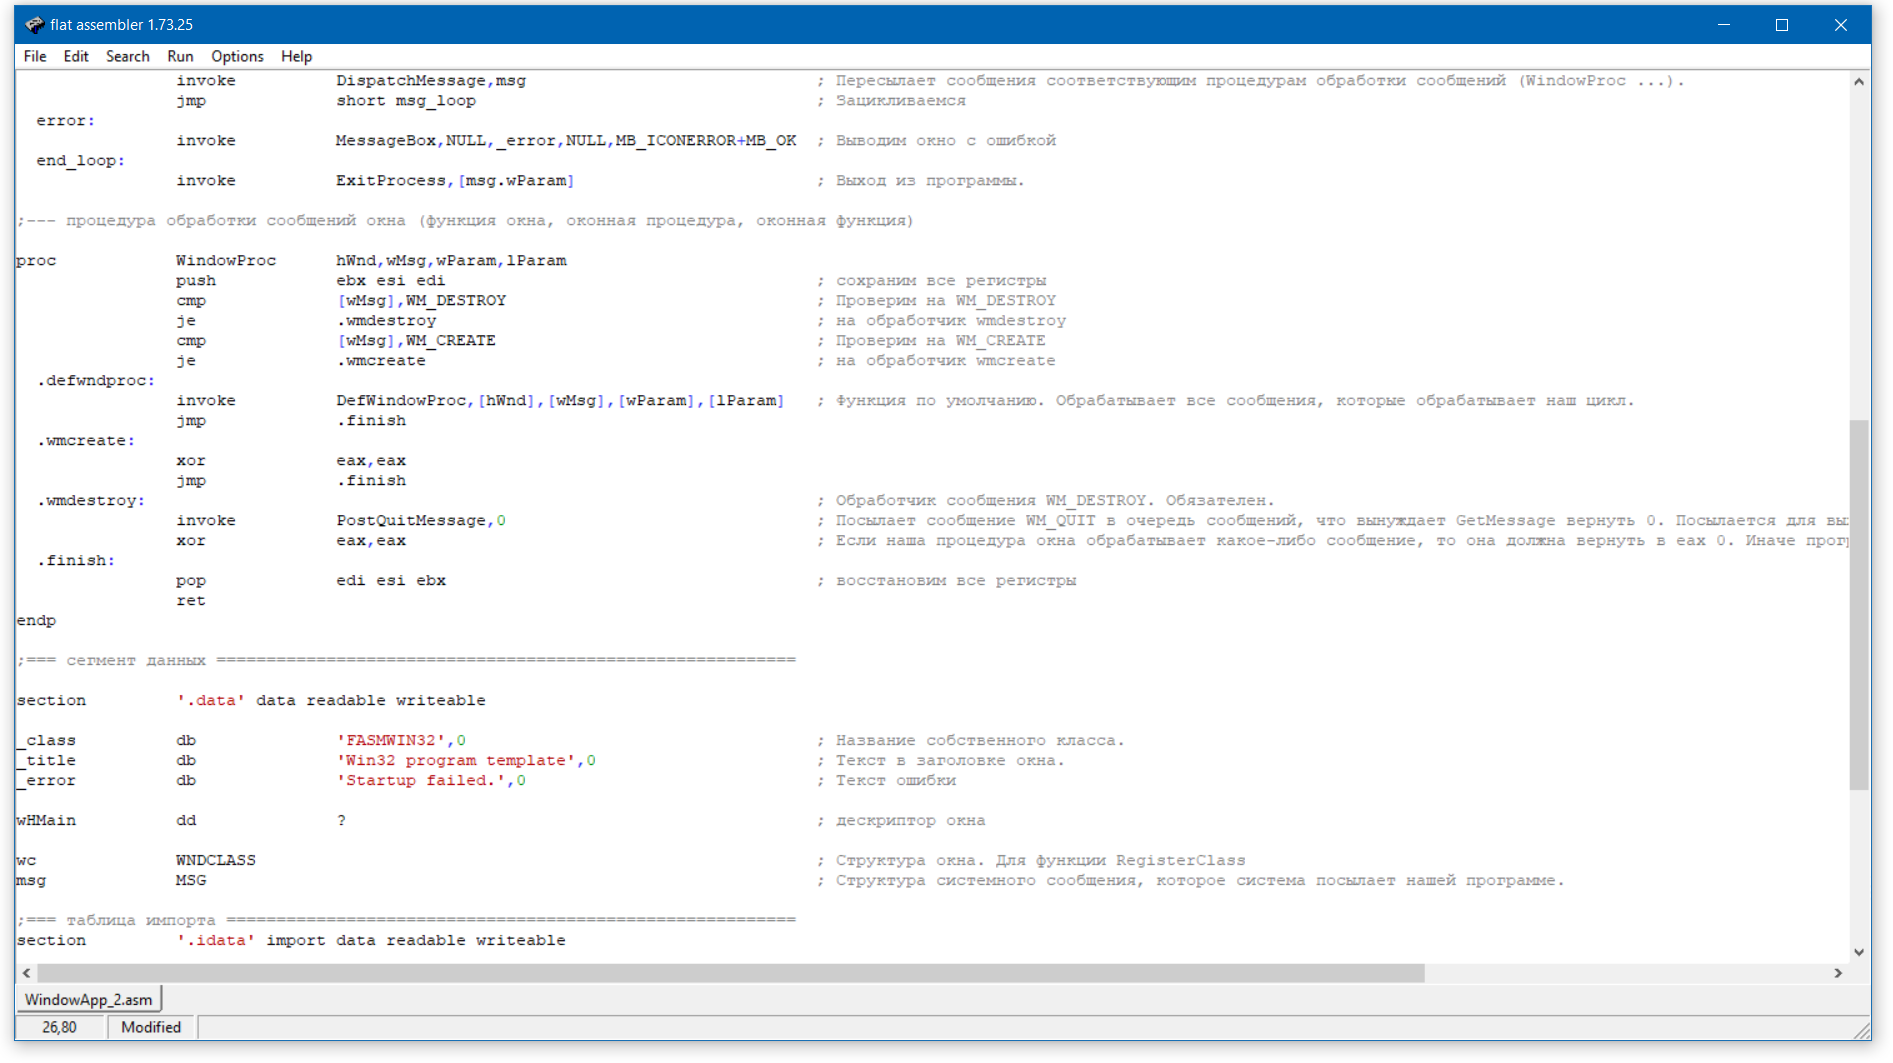 flat assembler 1.73.25
File Edit Search Run Options Help
invoke DispatchMessage,msg ; Пересылает сообщения соответствующим процедурам обработки сообщений (WindowProc ...).
jmp short msg_loop ; Зацикливаемся
error:
invoke MessageBox,NULL,_error,NULL,MB_ICONERROR+MB_OK ; Выводим окно с ошибкой
end_loop:
invoke ExitProcess,[msg.wParam] ; Выход из программы.
;--- процедура обработки сообщений окна (функция окна, оконная процедура, оконная функция)
proc WindowProc hWnd,wMsg,wParam,lParam
push ebx esi edi ; сохраним все регистры
cmp [wMsg],WM_DESTROY ; Проверим на WM_DESTROY
je .wmdestroy ; на обработчик wmdestroy
cmp [wMsg],WM_CREATE ; Проверим на WM_CREATE
je .wmcreate ; на обработчик wmcreate
.defwndproc:
invoke DefWindowProc,[hWnd],[wMsg],[wParam],[lParam] ; Функция по умолчанию. Обрабатывает все сообщения, которые обрабатывает наш цикл.
jmp .finish
.wmcreate:
xor eax,eax
jmp .finish
.wmdestroy: ; Обработчик сообщения WM_DESTROY. Обязателен.
invoke PostQuitMessage,0 ; Посылает сообщение WM_QUIT в очередь сообщений, что вынуждает GetMessage вернуть 0. Посылается для вы
xor eax,eax ; Если наша процедура окна обрабатывает какое-либо сообщение, то она должна вернуть в eax 0. Иначе прог
.finish:
pop edi esi ebx ; восстановим все регистры
ret
endp
;=== сегмент данных ==========================================================
section '.data' data readable writeable
_class db 'FASMWIN32',0 ; Название собственного класса.
_title db 'Win32 program template',0 ; Текст в заголовке окна.
_error db 'Startup failed.',0 ; Текст ошибки
wHMain dd ? ; дескриптор окна
wc WNDCLASS ; Структура окна. Для функции RegisterClass
msg MSG ; Структура системного сообщения, которое система посылает нашей программе.
;=== таблица импорта =========================================================
section '.idata' import data readable writeable
WindowApp_2.asm
26,80 Modified